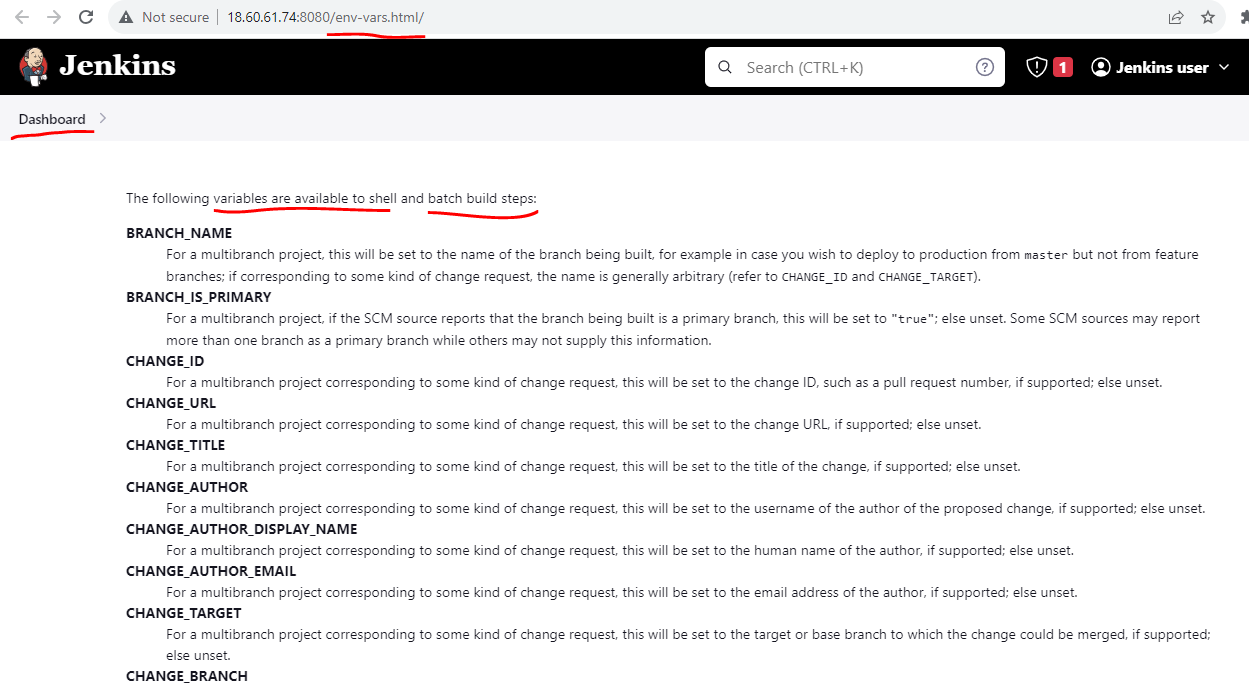 Not secure | 18.60.61.74:8080/env-vars.html/
Jenkins
Search (CTRL+K)
?
1
Jenkins user
Dashboard
The following variables are available to shell and batch build steps:
BRANCH_NAME
For a multibranch project, this will be set to the name of the branch being built, for example in case you wish to deploy to production from master but not from feature
branches; if corresponding to some kind of change request, the name is generally arbitrary (refer to CHANGE_ID and CHANGE_TARGET).
BRANCH_IS_PRIMARY
For a multibranch project, if the SCM source reports that the branch being built is a primary branch, this will be set to "true"; else unset. Some SCM sources may report
more than one branch as a primary branch while others may not supply this information.
CHANGE_ID
For a multibranch project corresponding to some kind of change request, this will be set to the change ID, such as a pull request number, if supported; else unset.
CHANGE_URL
For a multibranch project corresponding to some kind of change request, this will be set to the change URL, if supported; else unset.
CHANGE_TITLE
For a multibranch project corresponding to some kind of change request, this will be set to the title of the change, if supported; else unset.
CHANGE_AUTHOR
For a multibranch project corresponding to some kind of change request, this will be set to the username of the author of the proposed change, if supported; else unset.
CHANGE_AUTHOR_DISPLAY_NAME
For a multibranch project corresponding to some kind of change request, this will be set to the human name of the author, if supported; else unset.
CHANGE_AUTHOR_EMAIL
For a multibranch project corresponding to some kind of change request, this will be set to the email address of the author, if supported; else unset.
CHANGE_TARGET
For a multibranch project corresponding to some kind of change request, this will be set to the target or base branch to which the change could be merged, if supported;
else unset.
CHANGE_BRANCH